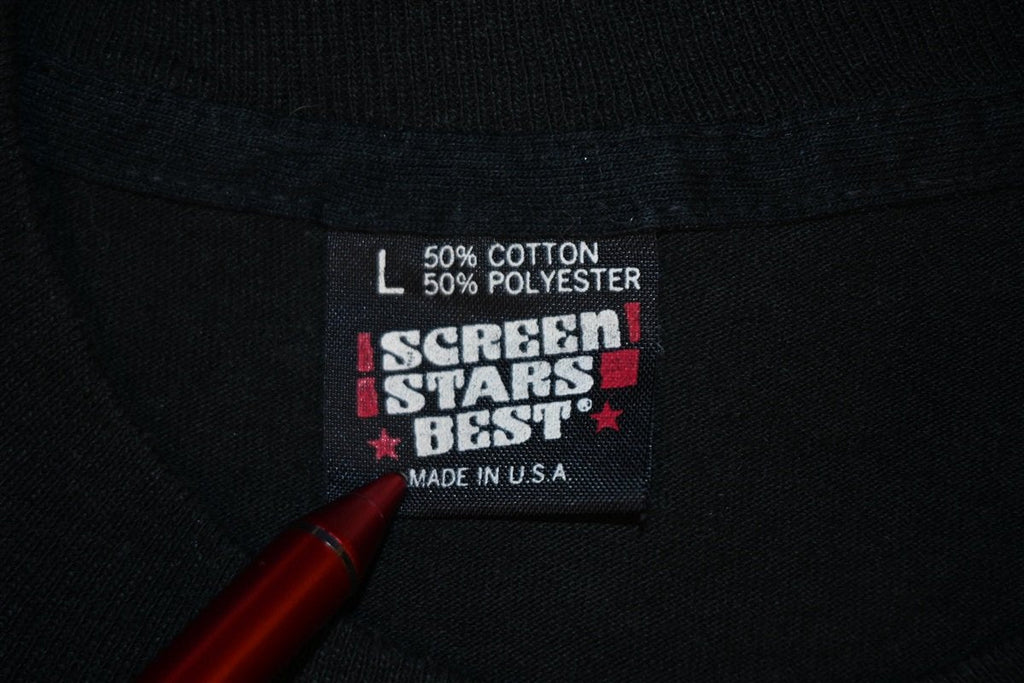 L 50% COTTON
50% POLYESTER
SCREEN
STARS
BEST®
MADE IN U.S.A